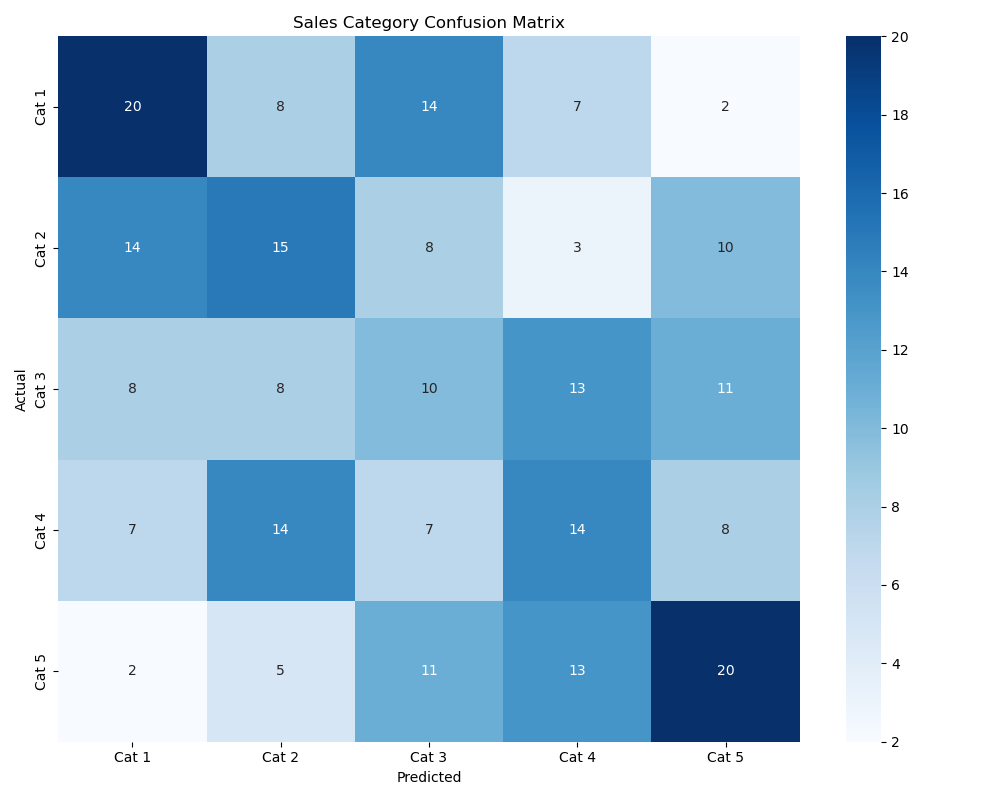 Sales Category Confusion Matrix
Actual
Cat 1
20 8 14 7 2
Cat 2
14 15 8 3 10
Cat 3
8 8 10 13 11
Cat 4
7 14 7 14 8
Cat 5
2 5 11 13 20
Cat 1 Cat 2 Cat 3 Cat 4 Cat 5
Predicted
20
18
16
14
12
10
8
6
4
2